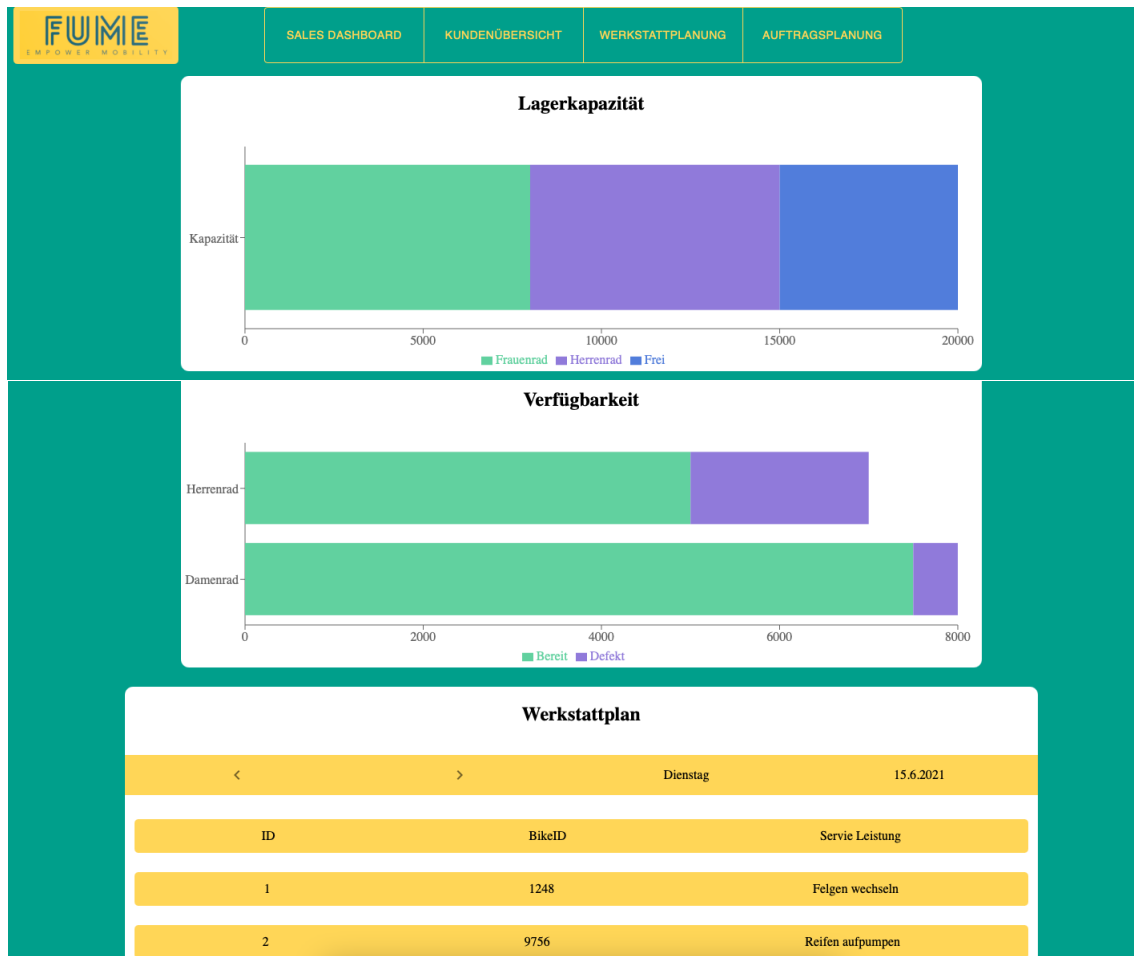 FUME
EMPOWER MOBILITY
SALES DASHBOARD KUNDENÜBERSICHT WERKSTATTPLANUNG AUFTRAGSPLANUNG
Lagerkapazität
Kapazität
0 5000 10000 15000 20000
Frauenrad Herrenrad Frei
Verfügbarkeit
Herrenrad
Damenrad
0 2000 4000 6000 8000
Bereit Defekt
Werkstattplan
< > Dienstag 15.6.2021
ID BikeID Servie Leistung
1 1248 Felgen wechseln
2 9756 Reifen aufpumpen